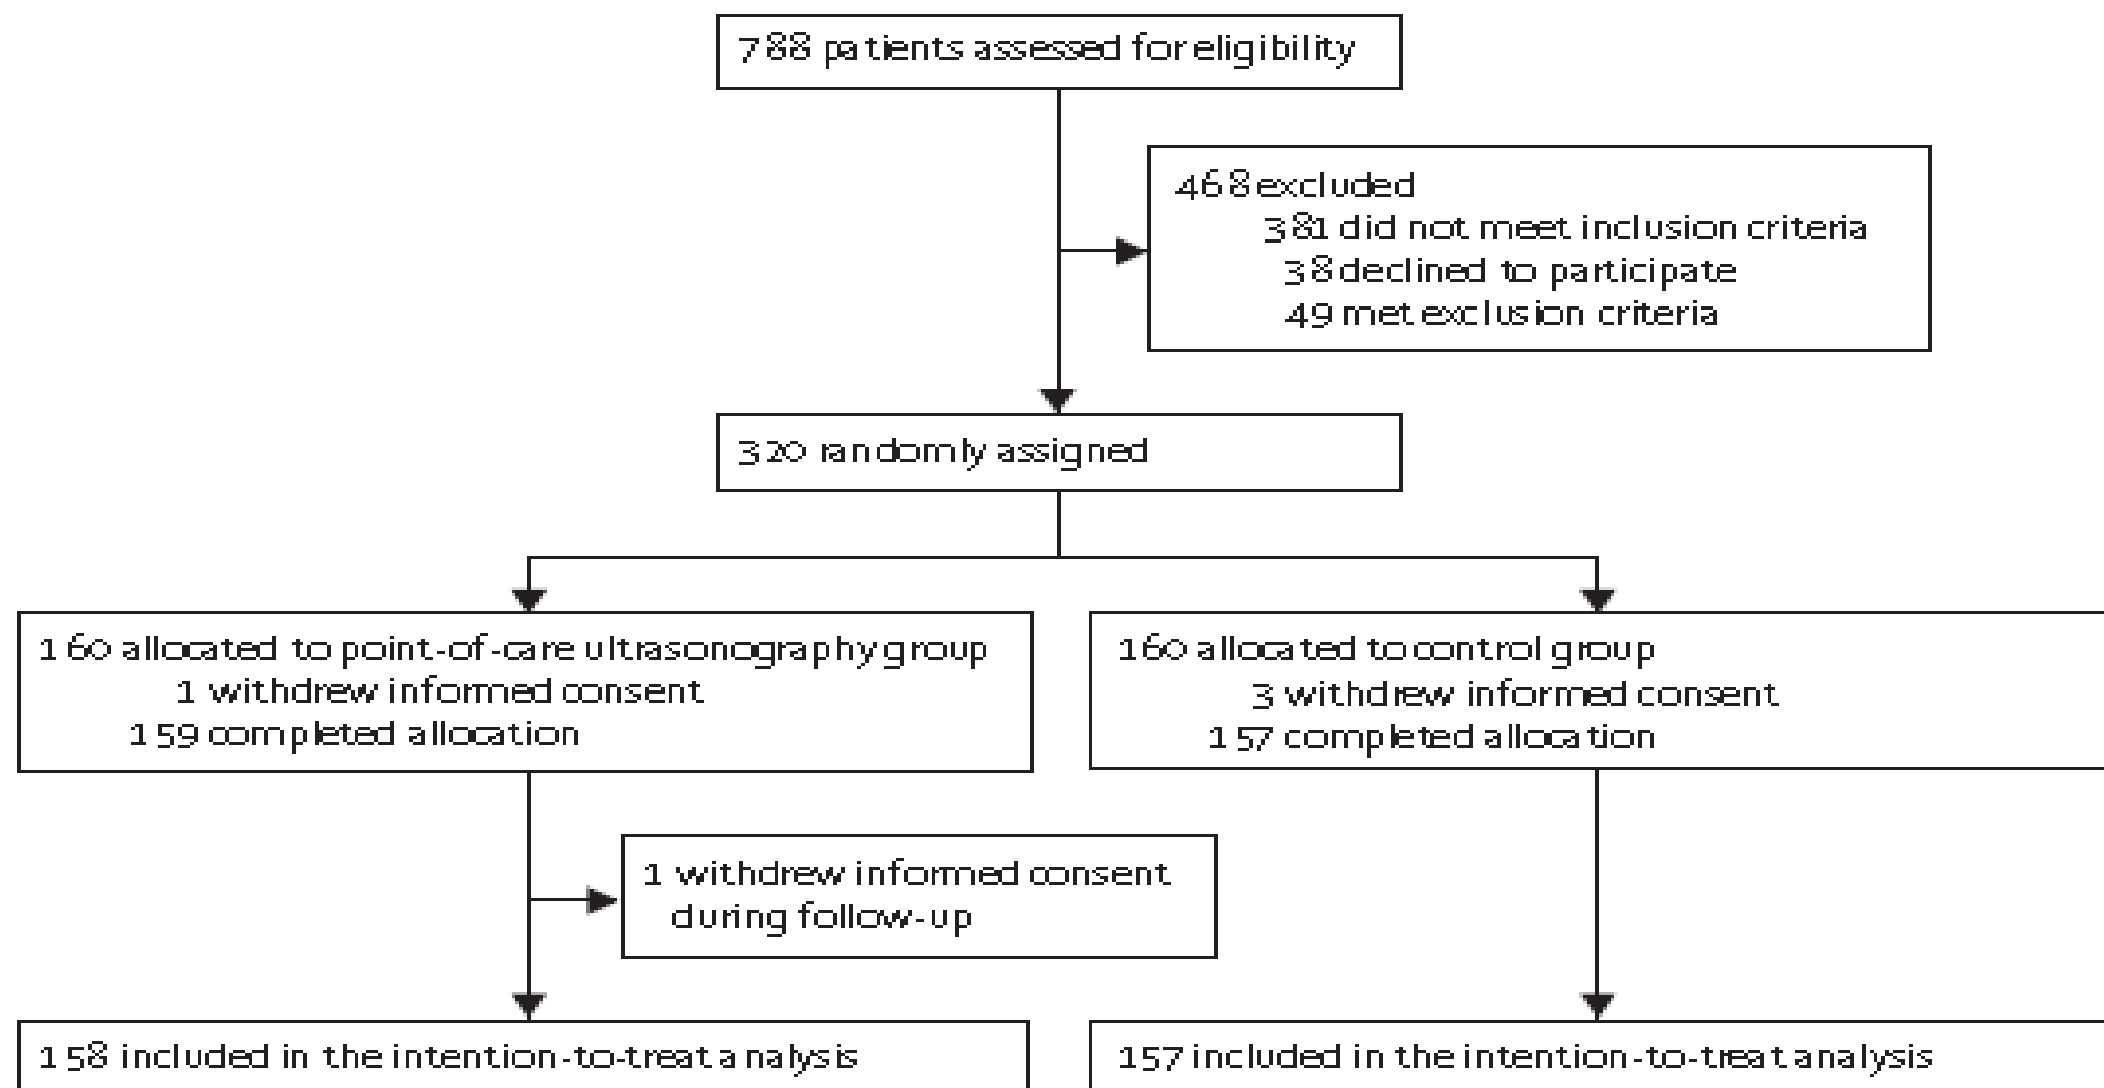 788 patients assessed for eligibility
468 excluded
381 did not meet inclusion criteria
38 declined to participate
49 met exclusion criteria
320 randomly assigned
160 allocated to point-of-care ultrasonography group
1 withdrew informed consent
159 completed allocation
160 allocated to control group
3 withdrew informed consent
157 completed allocation
1 withdrew informed consent
during follow-up
158 included in the intention-to-treat analysis
157 included in the intention-to-treat analysis